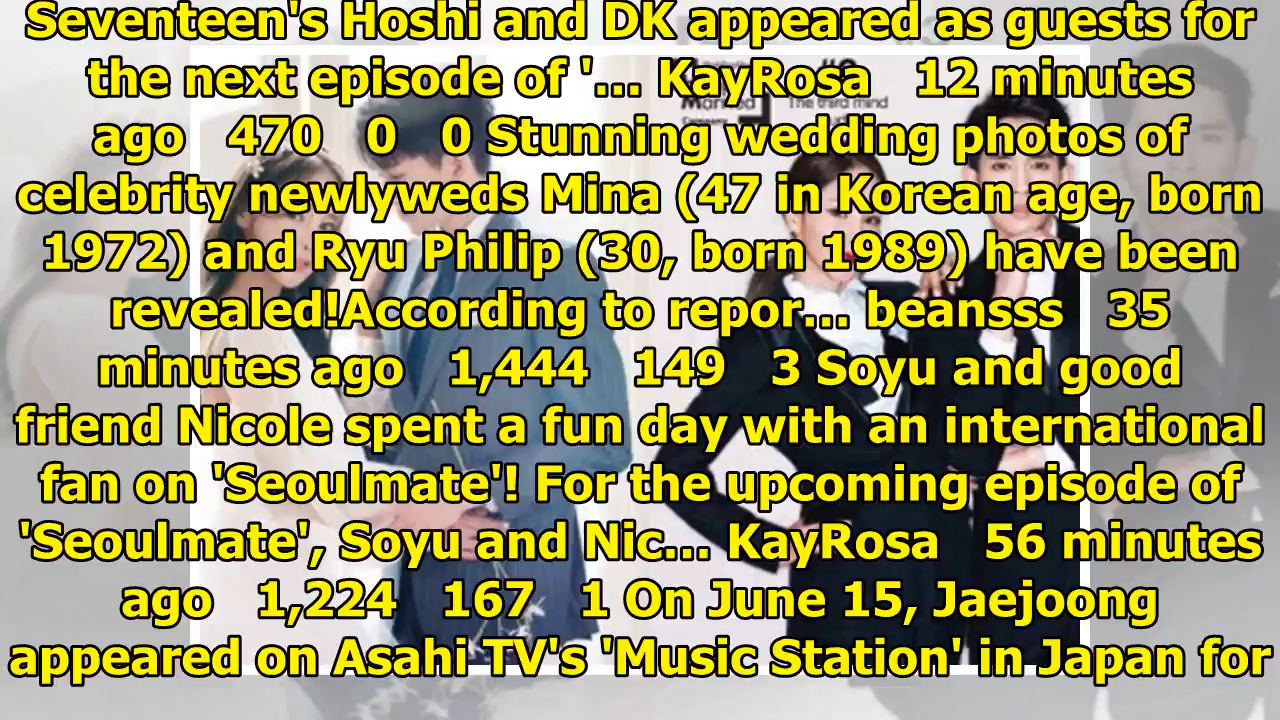 Seventeen's Hoshi and DK appeared as guests for
the next episode of '... KayRosa 12 minutes
ago 470 0 0 Stunning wedding photos of
celebrity newlyweds Mina (47 in Korean age, born
1972) and Ryu Philip (30, born 1989) have been
revealed!According to repor... beansss 35
minutes ago 1,444 149 3 Soyu and good
friend Nicole spent a fun day with an international
fan on 'Seoulmate'! For the upcoming episode of
'Seoulmate', Soyu and Nic... KayRosa 56 minutes
ago 1,224 167 1 On June 15, Jaejoong
appeared on Asahi TV's 'Music Station' in Japan for
Married
The third mind